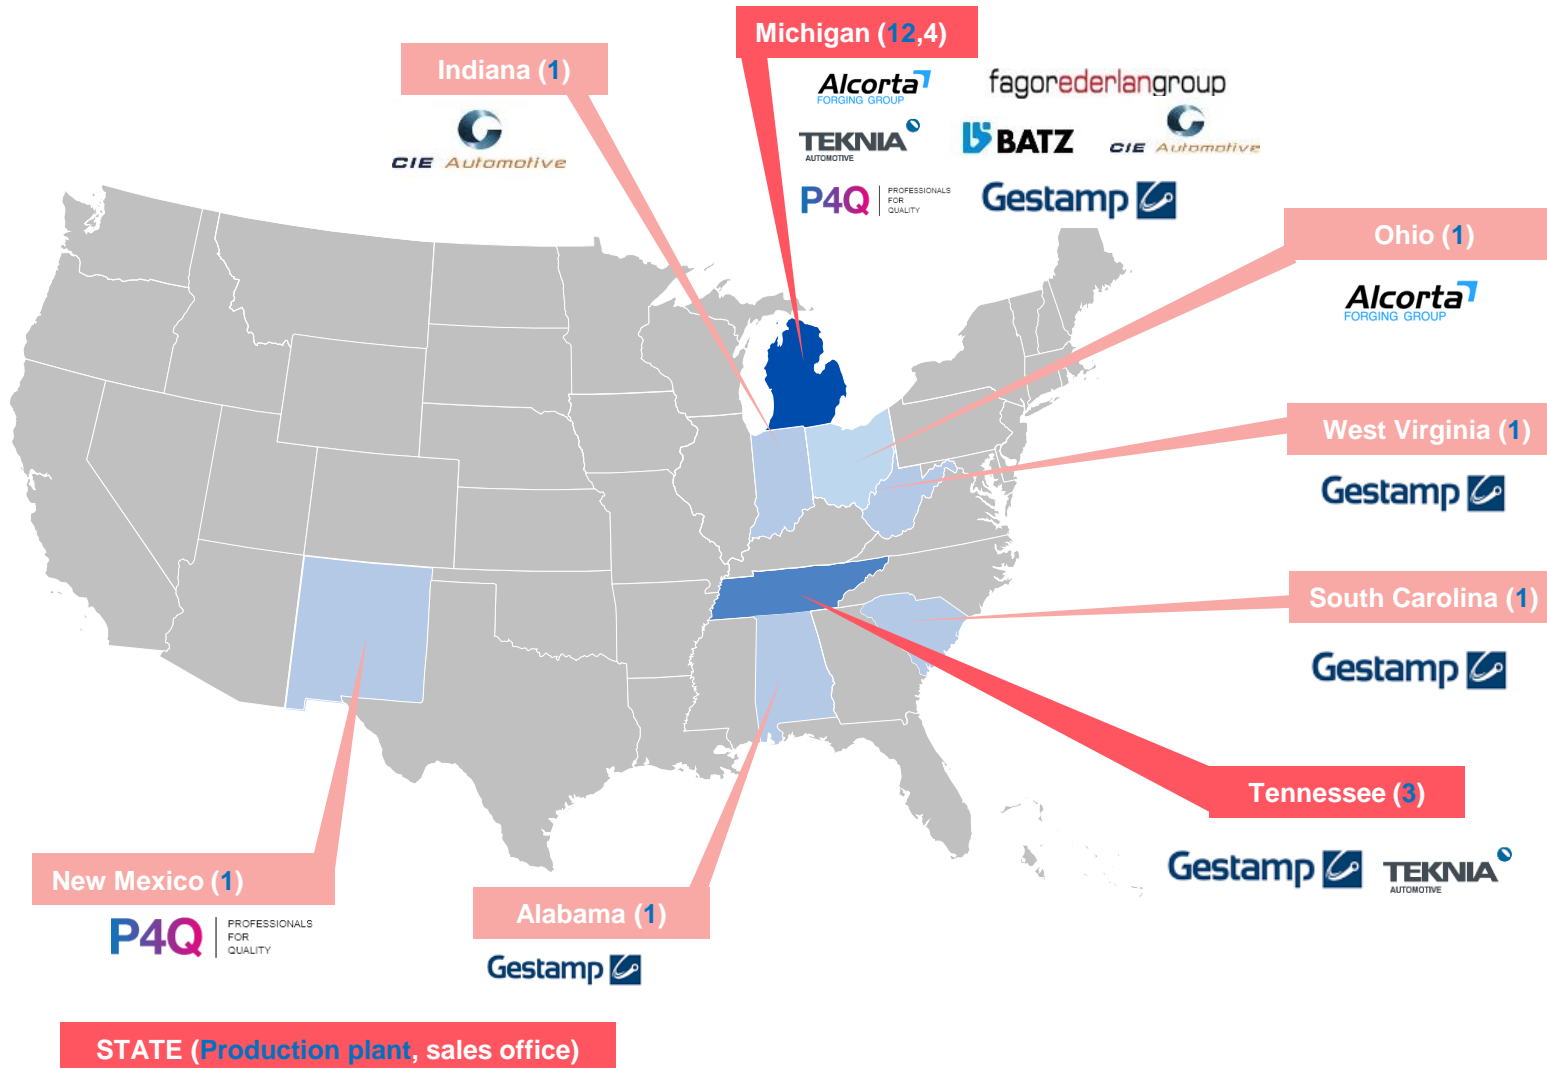 Michigan (12,4)
Alcorta
FORGING GROUP
fagorederlangroup
TEKNIA
AUTOMOTIVE
BATZ
CIE Automotive
P4Q
PROFESSIONALS
FOR
QUALITY
Gestamp
Indiana (1)
CIE Automotive
Ohio (1)
Alcorta
FORGING GROUP
West Virginia (1)
Gestamp
South Carolina (1)
Gestamp
Tennessee (3)
Gestamp
TEKNIA
AUTOMOTIVE
New Mexico (1)
P4Q
PROFESSIONALS
FOR
QUALITY
Alabama (1)
Gestamp
STATE (Production plant, sales office)